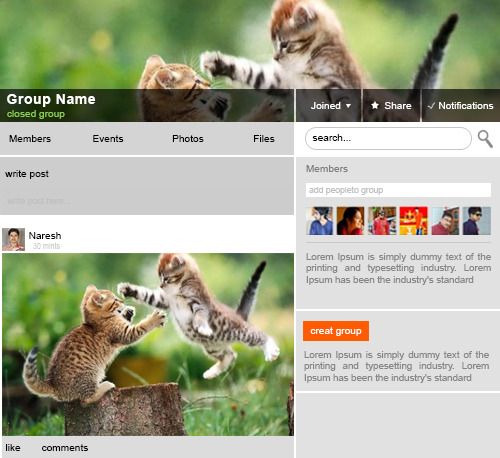 Group Name
closed group
Joined
Share
Notifications
Members
Events
Photos
Files
search...
write post
write post here...
Naresh
30 mints
like
comments
Members
add peopleto group
Lorem Ipsum is simply dummy text of the
printing and typesetting industry. Lorem
Ipsum has been the industry's standard
creat group
Lorem Ipsum is simply dummy text of the
printing and typesetting industry. Lorem
Ipsum has been the industry's standard